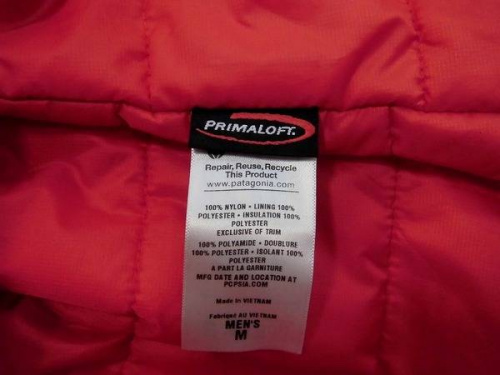 PRIMALOFT.
Repair, Reuse, Recycle
This Product
www.patagonia.com
100% NYLON • LINING 100%
POLYESTER • INSULATION 100%
POLYESTER
EXCLUSIVE OF TRIM
100% POLYAMIDE • DOUBLURE
100% POLYESTER • ISOLANT 100%
POLYESTER
A PART LA GARNITURE
MFG DATE AND LOCATION AT
PCPSIA.COM
Made in VIETNAM
Fabriqué AU VIETNAM
MEN'S
M